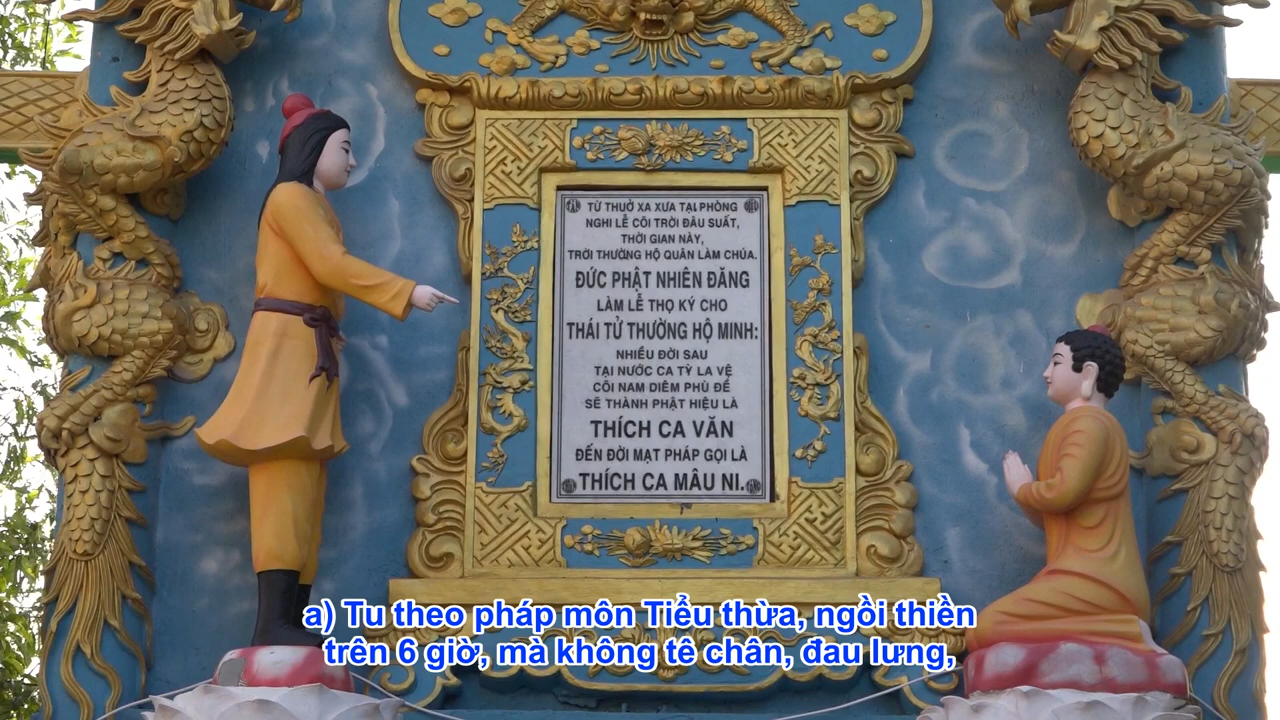 TỪ THUỞ XA XƯA TẠI PHÒNG
NGHI LỄ CÕI TRỜI ĐÂU SUẤT,
THỜI GIAN NÀY,
TRỜI THƯỜNG HỘ QUÂN LÀM CHÚA.
ĐỨC PHẬT NHIÊN ĐĂNG
LÀM LỄ THỌ KÝ CHO
THÁI TỬ THƯỜNG HỘ MINH:
NHIỀU ĐỜI SAU
TẠI NƯỚC CA TỲ LA VỆ
CÕI NAM DIÊM PHÙ ĐỀ
SẼ THÀNH PHẬT HIỆU LÀ
THÍCH CA VĂN
ĐẾN ĐỜI MẠT PHÁP GỌI LÀ
THÍCH CA MÂU NI.
a) Tu theo pháp môn Tiểu thừa, ngồi thiền
trên 6 giờ, mà không tê chân, đau lưng,